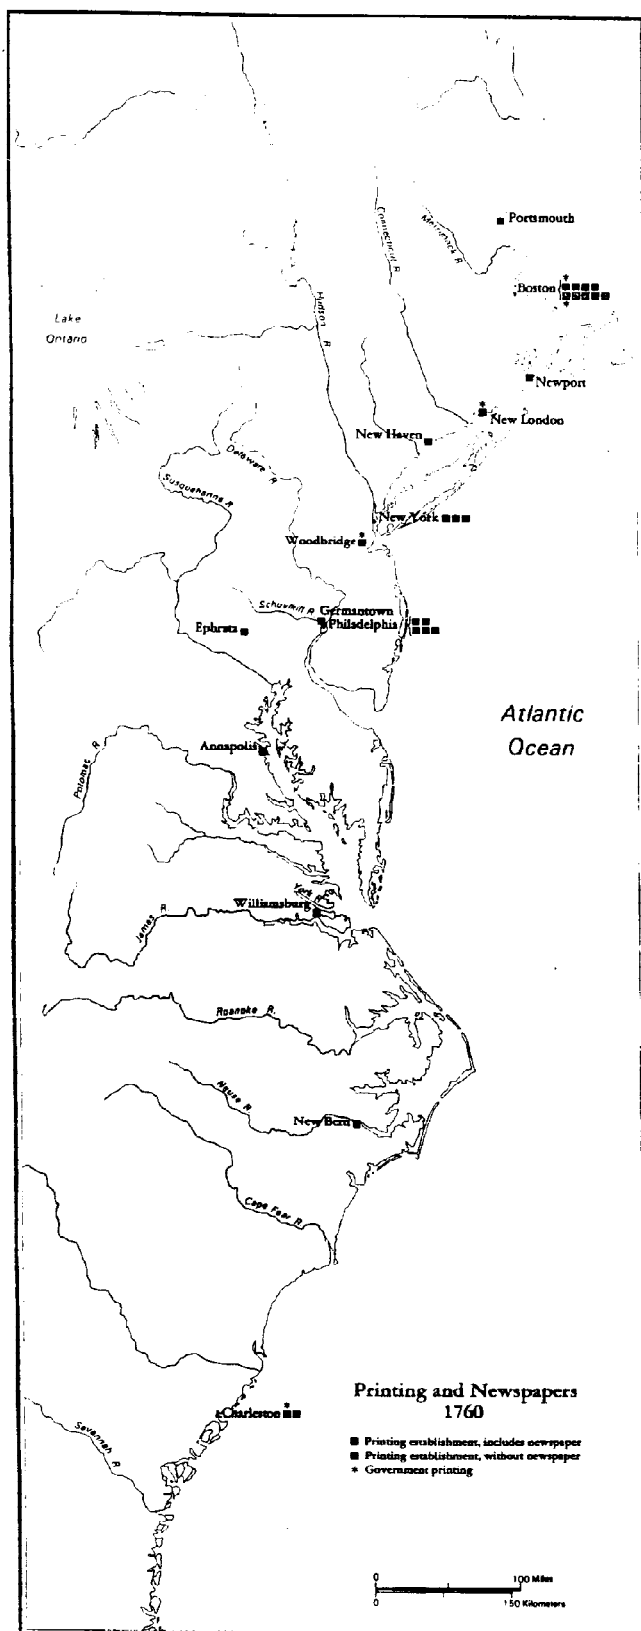 Portsmouth
Connecticut R.
Merrimack R.
Boston
*
*
Lake
Ontario
Hudson R.
Newport
*
New London
New Haven
Delaware R.
Susquehanna R.
New York
*
Woodbridge
Schuylkill R.
Germantown
Philadelphia
Ephrata
Atlantic
Ocean
Annapolis
Potomac R.
York R.
Williamsburg
James R.
Roanoke R.
Neuse R.
New Bern
Cape Fear R.
Printing and Newspapers
1760
*
Charleston
Savannah R.
Printing establishment, includes newspaper
Printing establishment, without newspaper
* Government printing
0 100 Miles
0 150 Kilometers